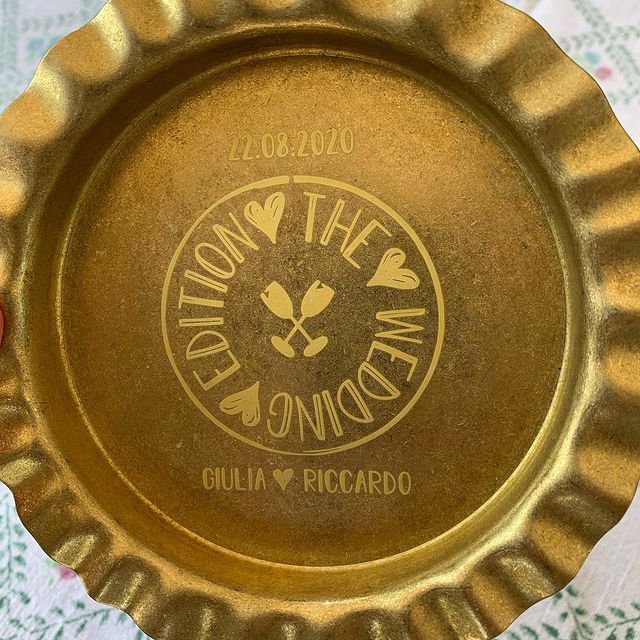 22.08.2020
THE WEDDING EDITION
GIULIA ♥ RICCARDO